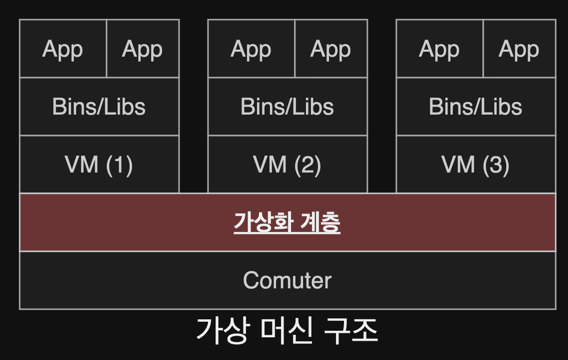 App App App App App App
Bins/Libs Bins/Libs Bins/Libs
VM (1) VM (2) VM (3)
가상화 계층
Comuter
가상 머신 구조